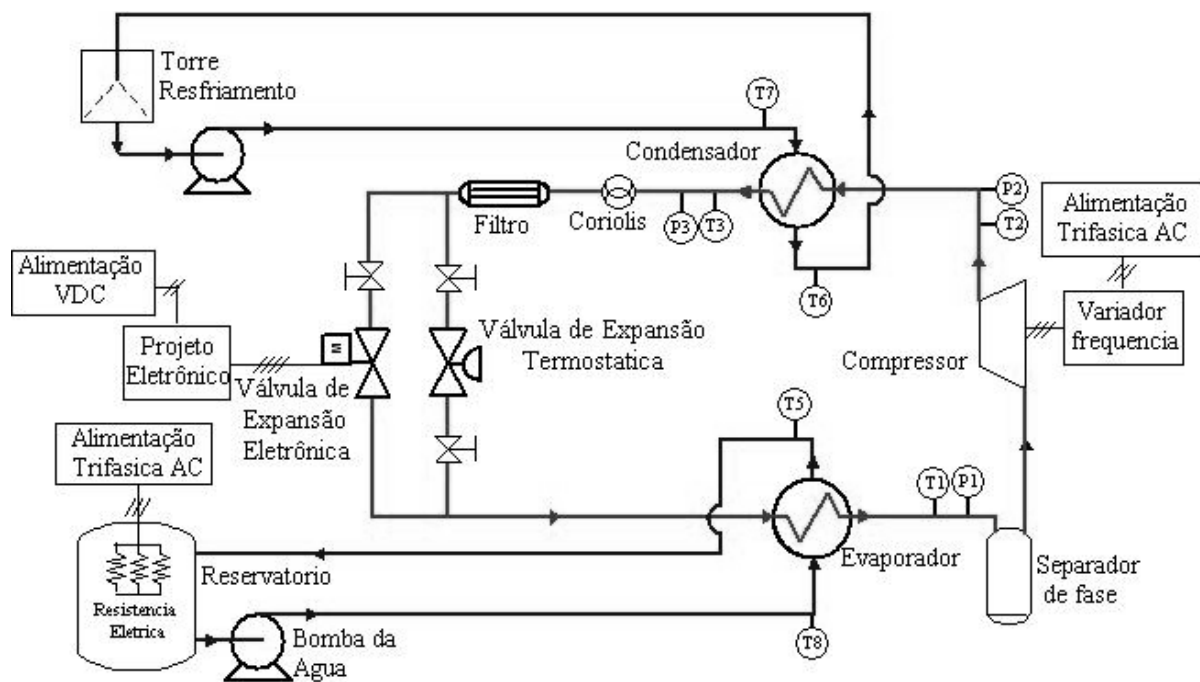 Torre
Resfriamento
T7
Condensador
P2
T2
Alimentação
Trifasica AC
Filtro
Coriolis
P3
T3
T6
Alimentação
VDC
Projeto
Eletrônico
M
Válvula de Expansão
Termostatica
Compressor
Variador
frequencia
Válvula de
Expansão
Eletrônica
Alimentação
Trifasica AC
T5
T1
P1
Evaporador
Reservatorio
Resistencia
Eletrica
Separador
de fase
Bomba da
Agua
T8